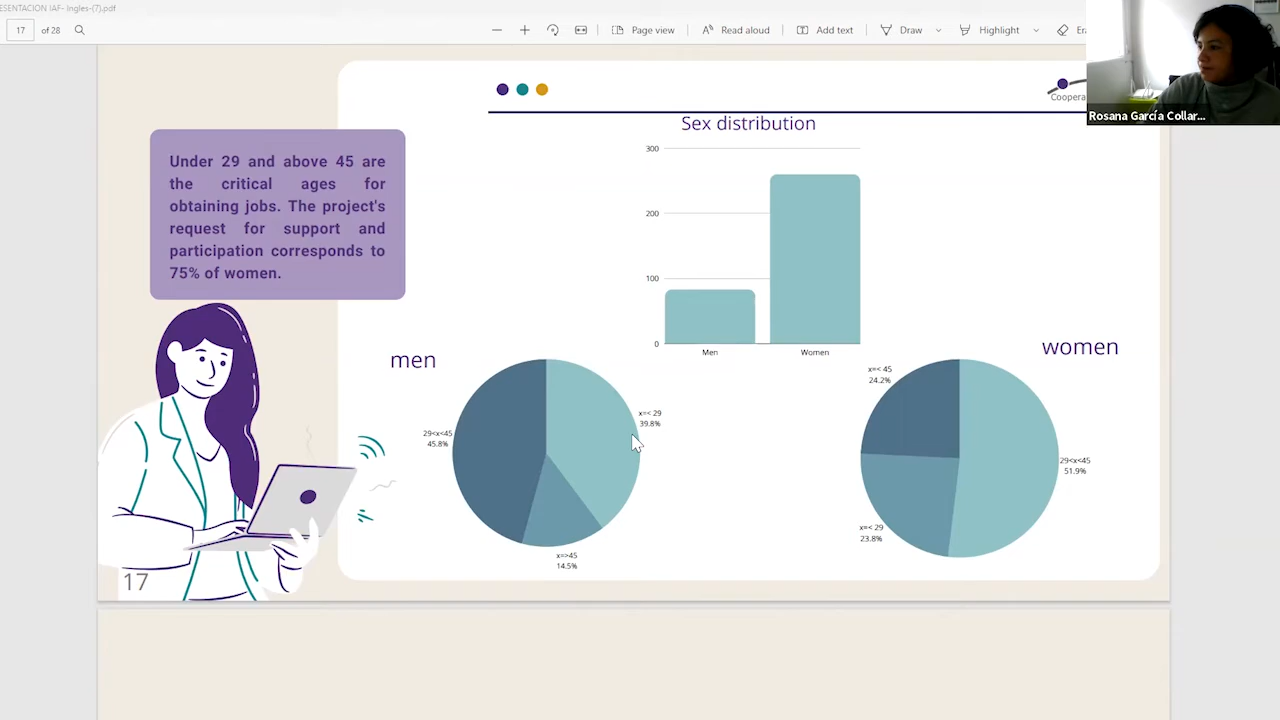 ESENTACION IAF- Ingles-(7).pdf
17 of 28
Page view
Read aloud
Add text
Draw
Highlight
Rosana García Collar...
Coopera
Sex distribution
Under 29 and above 45 are
the critical ages for
obtaining jobs. The project's
request for support and
participation corresponds to
75% of women.
300
200
100
0
Men
Women
men
x=< 29
39.8%
29<x<45
45.8%
x=>45
14.5%
women
x=< 45
24.2%
29<x<45
51.9%
x=< 29
23.8%
17